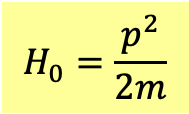 H₀ = p²/2m